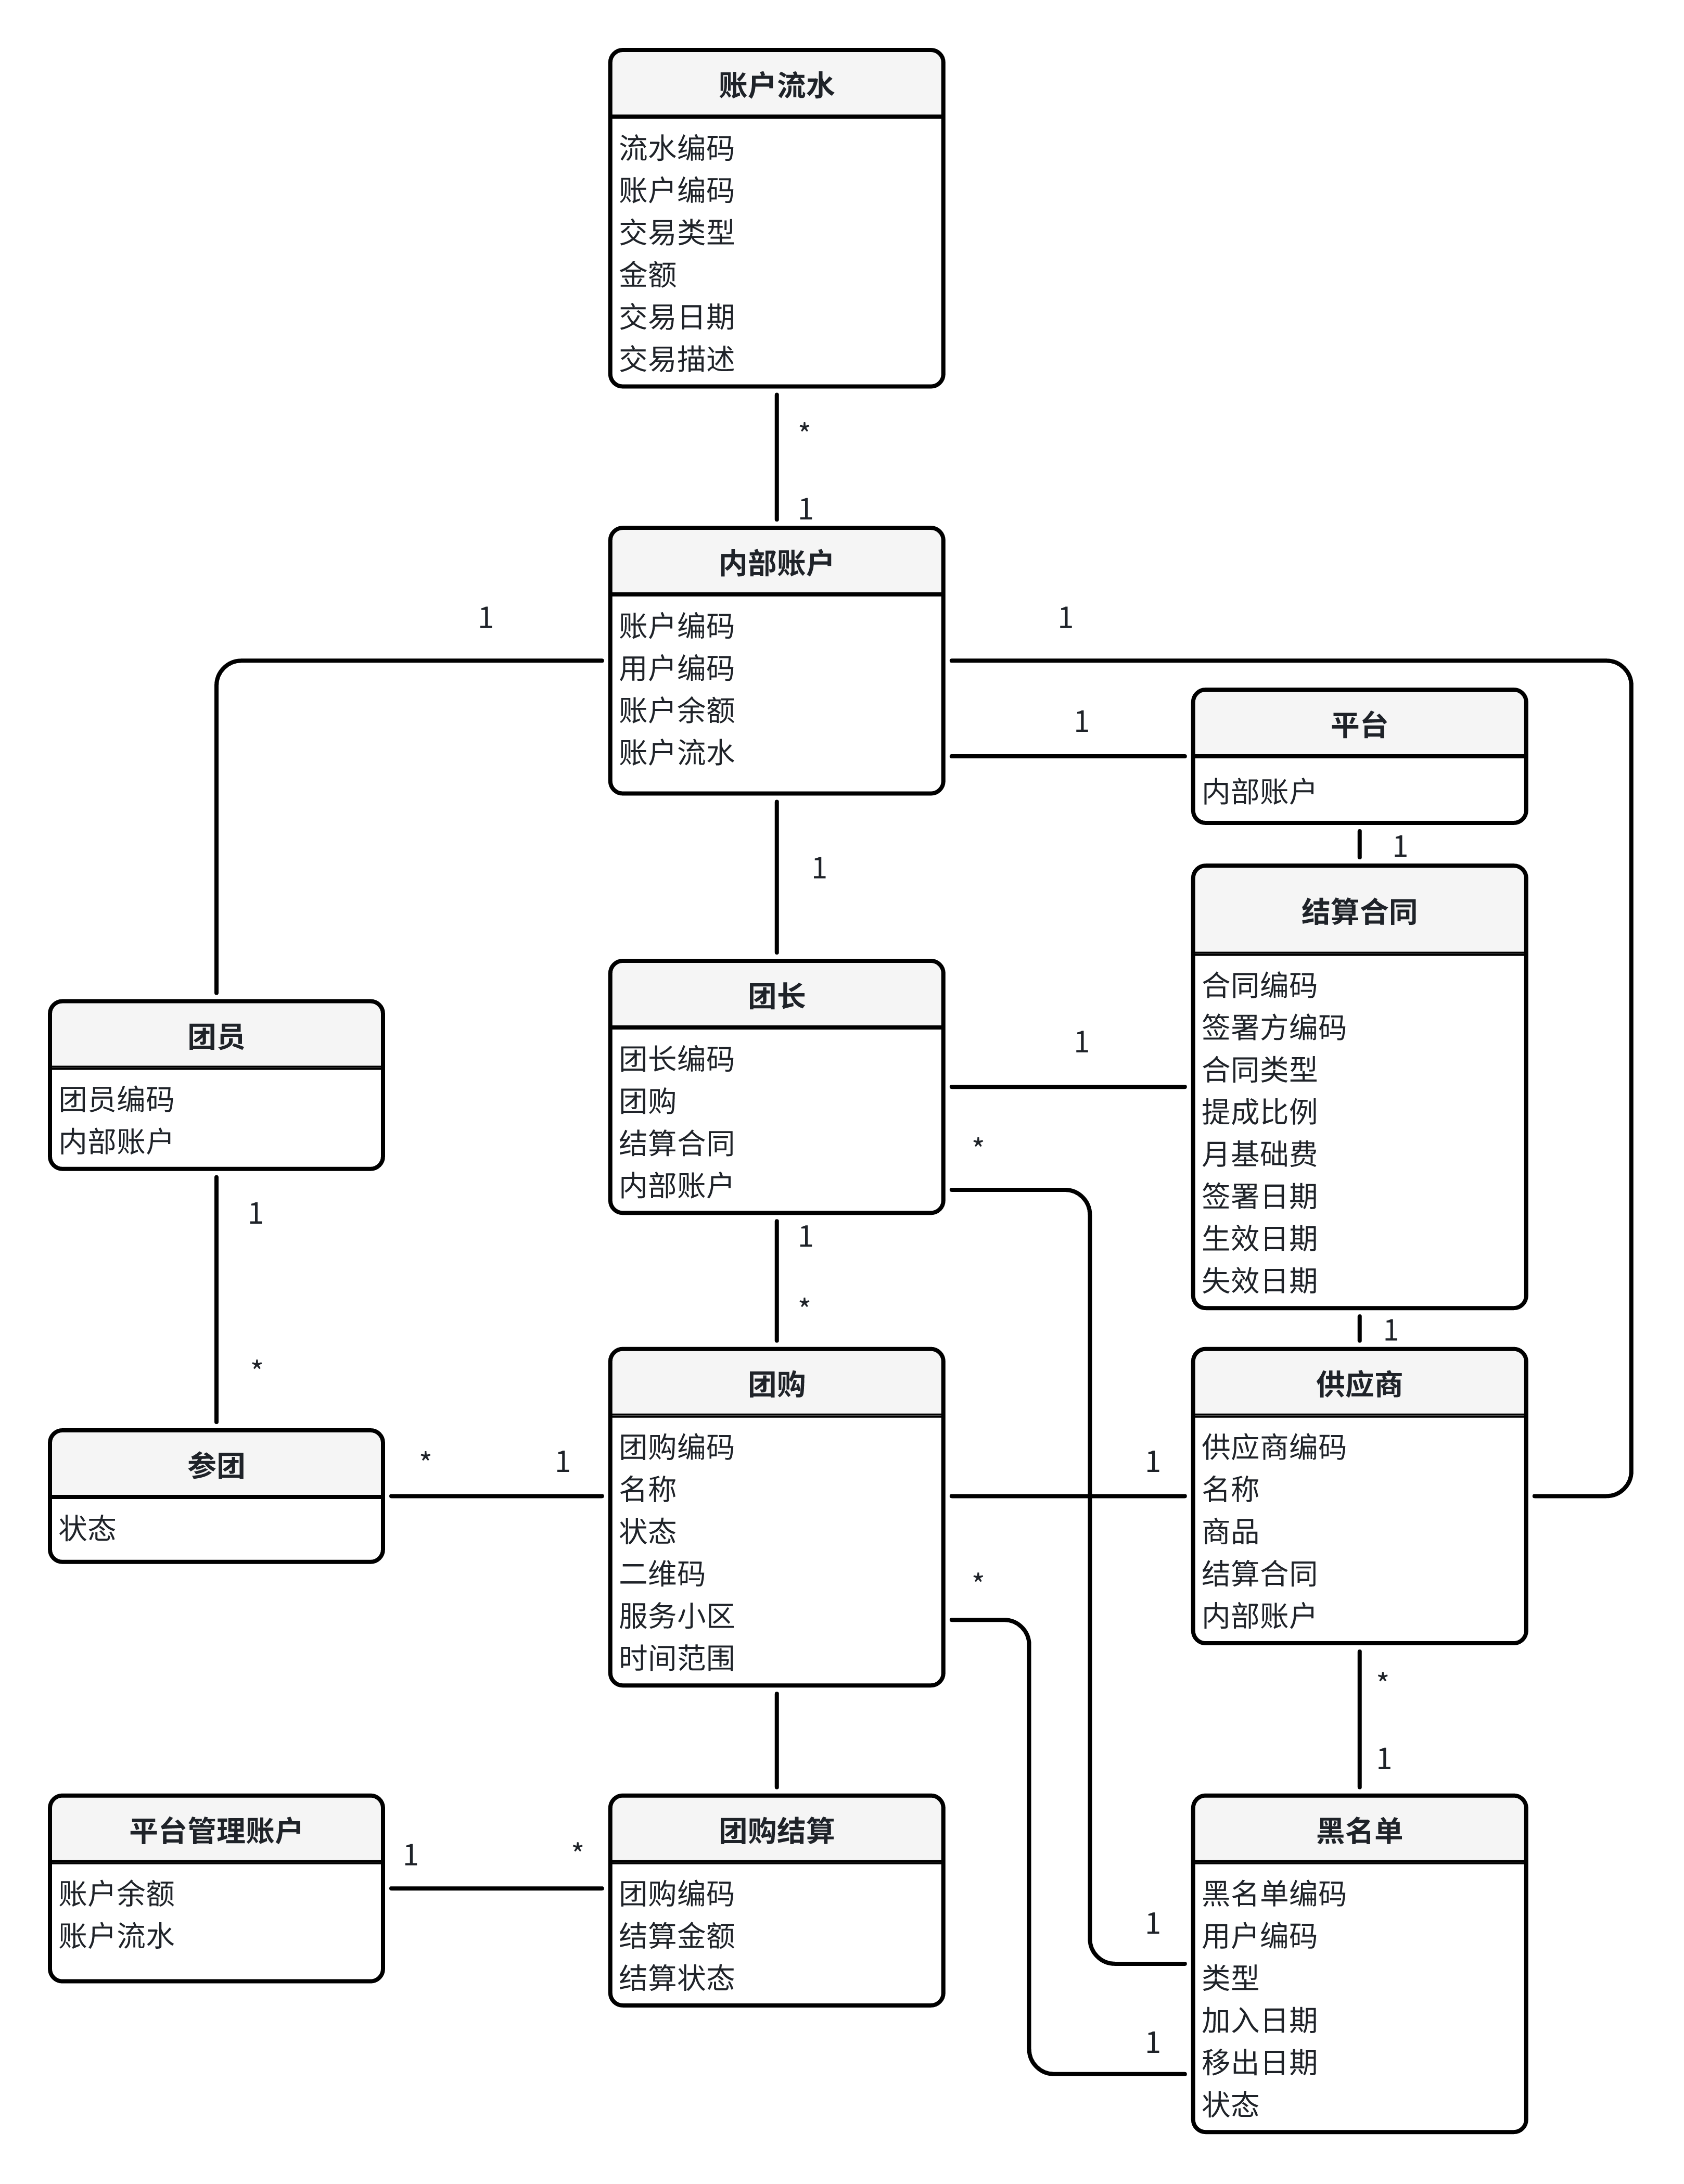 账户流水
流水编码
账户编码
交易类型
金额
交易日期
交易描述
*
1
内部账户
账户编码
用户编码
账户余额
账户流水
1
1
1
平台
内部账户
1
1
结算合同
合同编码
签署方编码
合同类型
提成比例
月基础费
签署日期
生效日期
失效日期
团长
团长编码
团购
结算合同
内部账户
1
*
团员
团员编码
内部账户
1
*
1
*
1
参团
状态
*
1
团购
团购编码
名称
状态
二维码
服务小区
时间范围
1
*
供应商
供应商编码
名称
商品
结算合同
内部账户
*
1
平台管理账户
账户余额
账户流水
1
*
团购结算
团购编码
结算金额
结算状态
1
1
黑名单
黑名单编码
用户编码
类型
加入日期
移出日期
状态